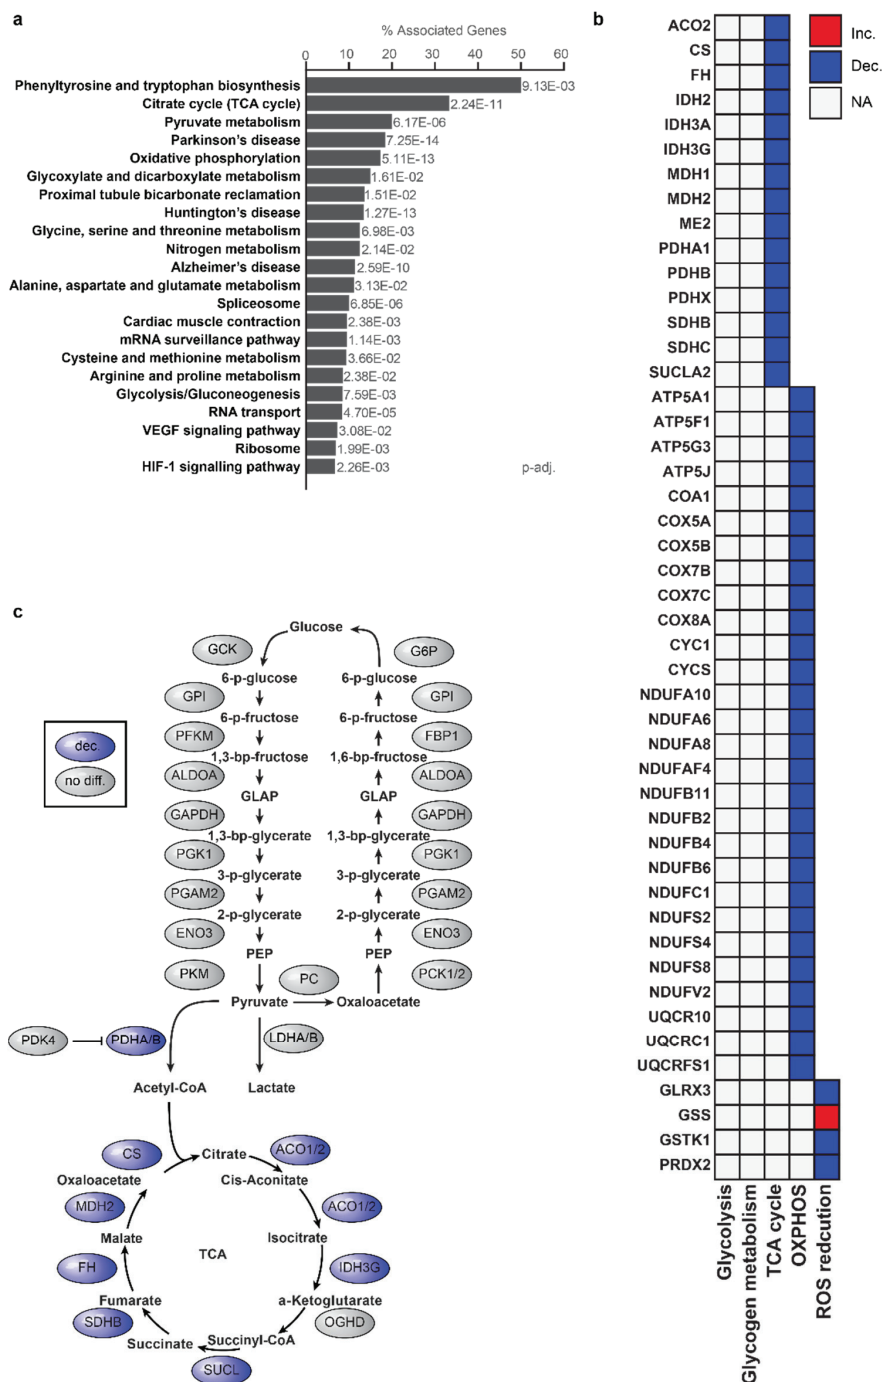 a
% Associated Genes
0 10 20 30 40 50 60
Phenyltyrosine and tryptophan biosynthesis 9.13E-03
Citrate cycle (TCA cycle) 2.24E-11
Pyruvate metabolism 6.17E-06
Parkinson's disease 7.25E-14
Oxidative phosphorylation 5.11E-13
Glycoxylate and dicarboxylate metabolism 1.61E-02
Proximal tubule bicarbonate reclamation 1.51E-02
Huntington's disease 1.27E-13
Glycine, serine and threonine metabolism 6.98E-03
Nitrogen metabolism 2.14E-02
Alzheimer's disease 2.59E-10
Alanine, aspartate and glutamate metabolism 3.13E-02
Spliceosome 6.85E-06
Cardiac muscle contraction 2.38E-03
mRNA surveillance pathway 1.14E-03
Cysteine and methionine metabolism 3.66E-02
Arginine and proline metabolism 2.38E-02
Glycolysis/Gluconeogenesis 7.59E-03
RNA transport 4.70E-05
VEGF signaling pathway 3.08E-02
Ribosome 1.99E-03
HIF-1 signalling pathway 2.26E-03 p-adj.
b
Inc.
Dec.
NA
ACO2
CS
FH
IDH2
IDH3A
IDH3G
MDH1
MDH2
ME2
PDHA1
PDHB
PDHX
SDHB
SDHC
SUCLA2
ATP5A1
ATP5F1
ATP5G3
ATP5J
COA1
COX5A
COX5B
COX7B
COX7C
COX8A
CYC1
CYCS
NDUFA10
NDUFA6
NDUFA8
NDUFAF4
NDUFB11
NDUFB2
NDUFB4
NDUFB6
NDUFC1
NDUFS2
NDUFS4
NDUFS8
NDUFV2
UQCR10
UQCRC1
UQCRFS1
GLRX3
GSS
GSTK1
PRDX2
Glycolysis
Glycogen metabolism
TCA cycle
OXPHOS
ROS redcution
c
dec.
no diff.
Glucose
GCK G6P
6-p-glucose 6-p-glucose
GPI GPI
6-p-fructose 6-p-fructose
PFKM FBP1
1,3-bp-fructose 1,6-bp-fructose
ALDOA ALDOA
GLAP GLAP
GAPDH GAPDH
1,3-bp-glycerate 1,3-bp-glycerate
PGK1 PGK1
3-p-glycerate 3-p-glycerate
PGAM2 PGAM2
2-p-glycerate 2-p-glycerate
ENO3 ENO3
PEP PEP
PKM PC PCK1/2
Pyruvate Oxaloacetate
PDK4 PDHA/B LDHA/B
Acetyl-CoA Lactate
CS Citrate ACO1/2
Oxaloacetate Cis-Aconitate
MDH2 ACO1/2
Malate Isocitrate
TCA
FH IDH3G
Fumarate a-Ketoglutarate
SDHB OGHD
Succinate Succinyl-CoA
SUCL